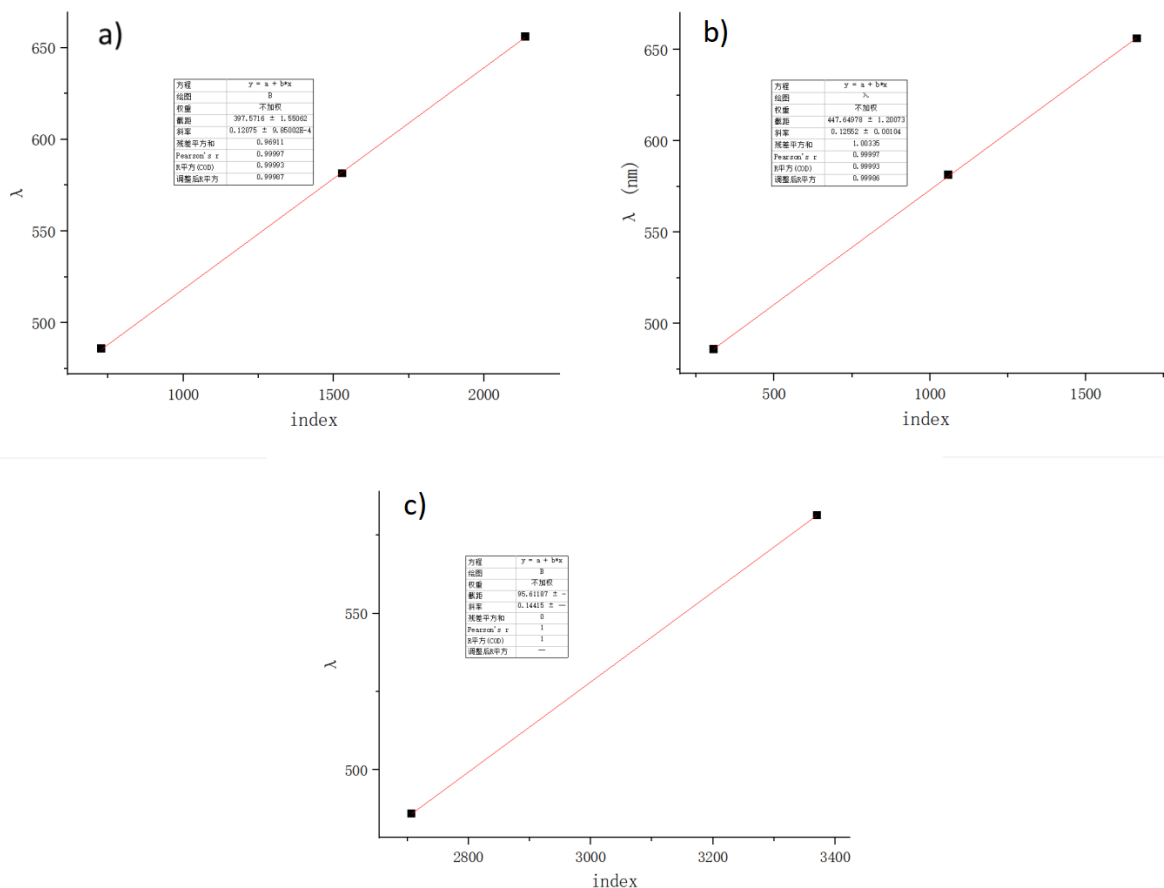 a)
650
600
550
500
λ
1000
1500
2000
index
方程 y = a + b*x
绘图 B
权重 不加权
截距 397.5716 ± 1.55062
斜率 0.12075 ± 9.85002E-4
残差平方和 0.96911
Pearson's r 0.99997
R平方(COD) 0.99993
调整后R平方 0.99987
b)
650
600
550
500
λ (nm)
500
1000
1500
index
方程 y = a + b*x
绘图 λ
权重 不加权
截距 447.64978 ± 1.20073
斜率 0.12552 ± 0.00104
残差平方和 1.00335
Pearson's r 0.99997
R平方(COD) 0.99993
调整后R平方 0.99986
c)
550
500
λ
2800
3000
3200
3400
index
方程 y = a + b*x
绘图 B
权重 不加权
截距 95.61187 ± -
斜率 0.14415 ± —
残差平方和 0
Pearson's r 1
R平方(COD) 1
调整后R平方 —